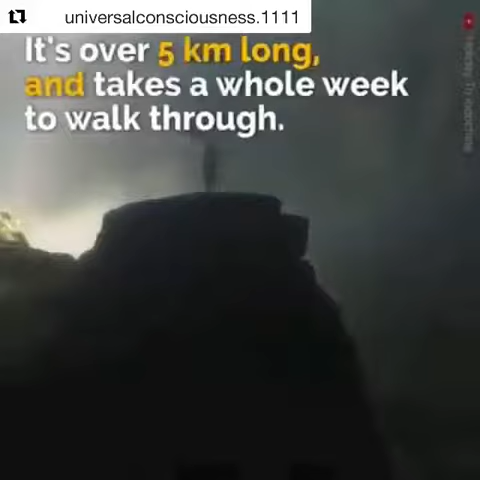 universalconsciousness.1111
It's over 5 km long,
and takes a whole week
to walk through.